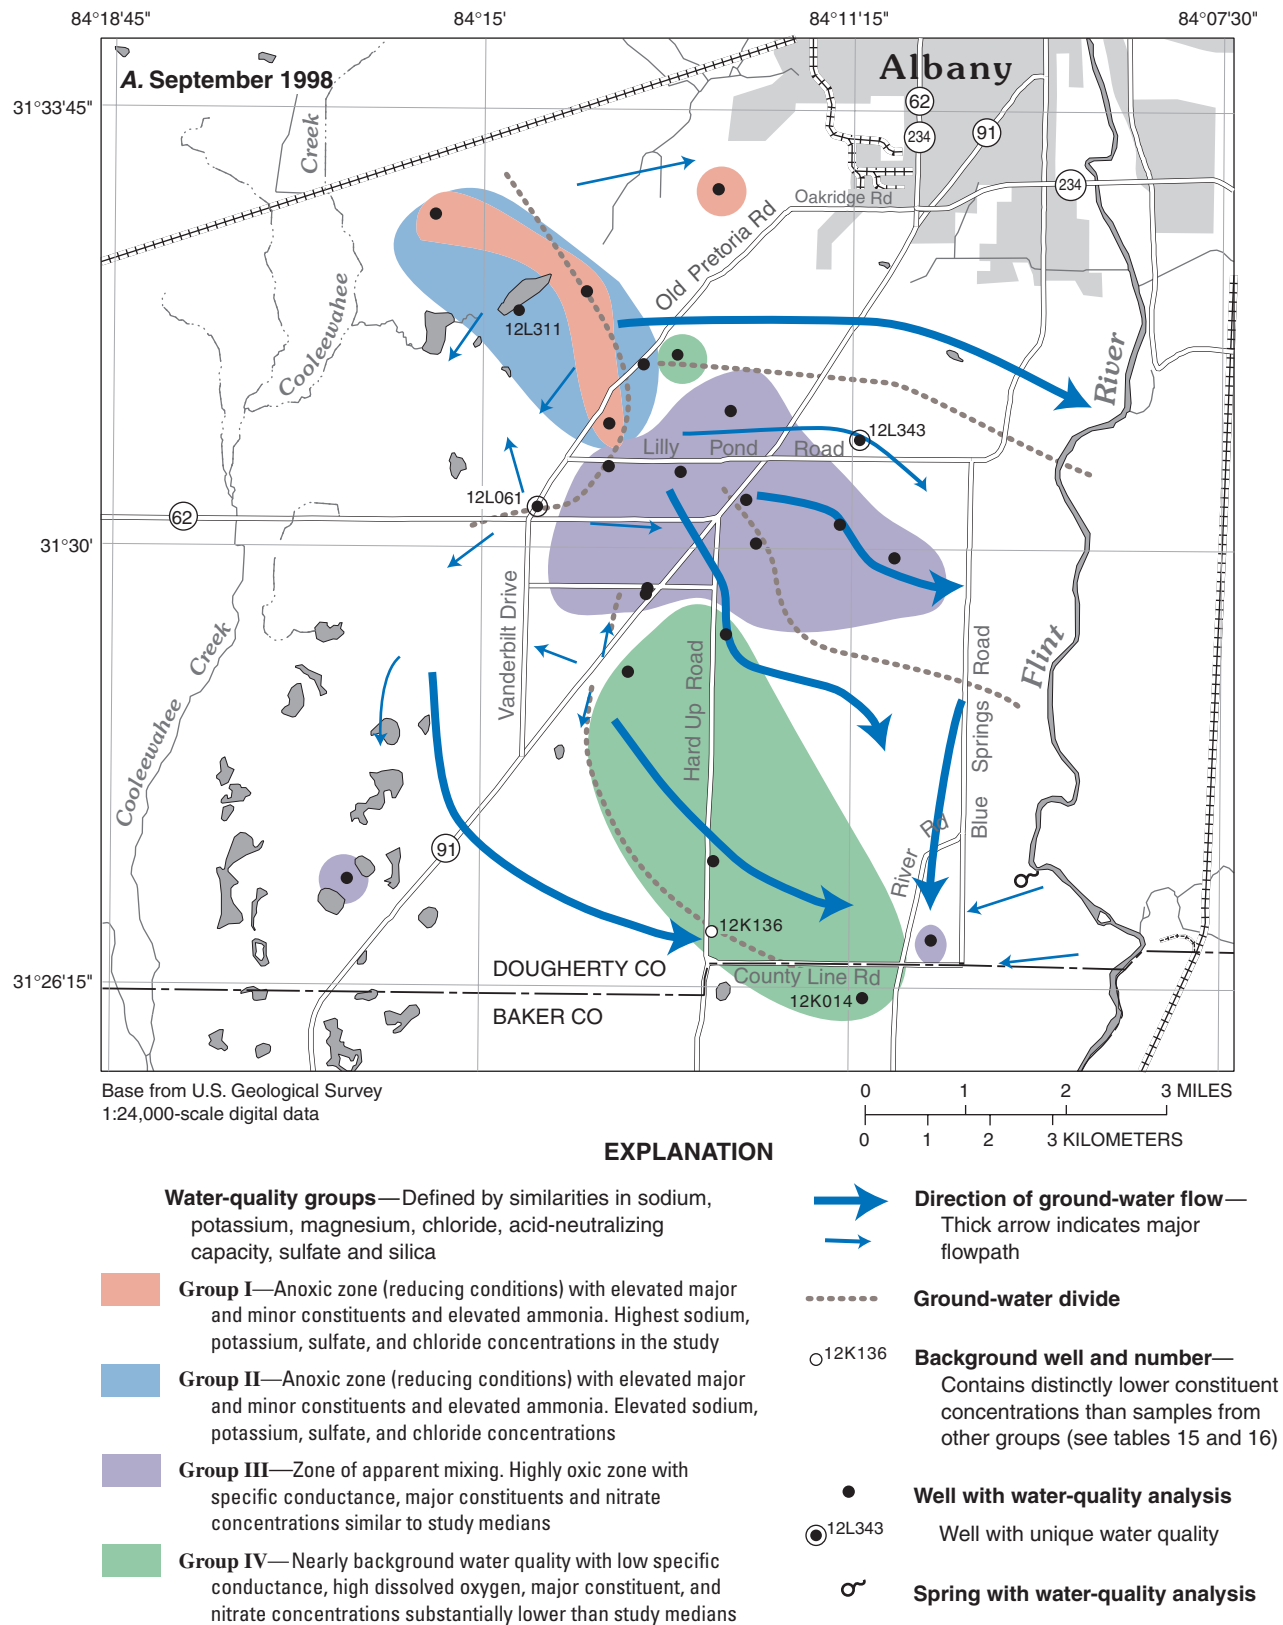 84°18'45"
84°15'
84°11'15"
84°07'30"
A. September 1998
Albany
31°33'45"
62
234
91
234
Creek
Oakridge Rd
Old Pretoria Rd
Cooleewahee
12L311
River
12L343
Lilly Pond Road
12L061
62
31°30'
Vanderbilt Drive
Creek
Cooleewahee
Hard Up Road
Blue Springs Road
Flint
River Rd
91
12K136
DOUGHERTY CO
County Line Rd
31°26'15"
12K014
BAKER CO
Base from U.S. Geological Survey
1:24,000-scale digital data
0 1 2 3 MILES
0 1 2 3 KILOMETERS
EXPLANATION
Water-quality groups—Defined by similarities in sodium,
potassium, magnesium, chloride, acid-neutralizing
capacity, sulfate and silica
Group I—Anoxic zone (reducing conditions) with elevated major
and minor constituents and elevated ammonia. Highest sodium,
potassium, sulfate, and chloride concentrations in the study
Group II—Anoxic zone (reducing conditions) with elevated major
and minor constituents and elevated ammonia. Elevated sodium,
potassium, sulfate, and chloride concentrations
Group III—Zone of apparent mixing. Highly oxic zone with
specific conductance, major constituents and nitrate
concentrations similar to study medians
Group IV—Nearly background water quality with low specific
conductance, high dissolved oxygen, major constituent, and
nitrate concentrations substantially lower than study medians
Direction of ground-water flow—
Thick arrow indicates major
flowpath
Ground-water divide
12K136 Background well and number—
Contains distinctly lower constituent
concentrations than samples from
other groups (see tables 15 and 16)
Well with water-quality analysis
12L343 Well with unique water quality
Spring with water-quality analysis